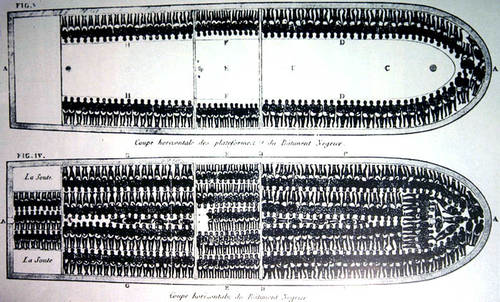 FIG.
H F D
A E C A
H F D
Coupe horizontale des plateformes du Batiment Negrier.
FIG. IV.
La Soute
A A
La Soute
G E
Coupe horizontale du Batiment Negrier